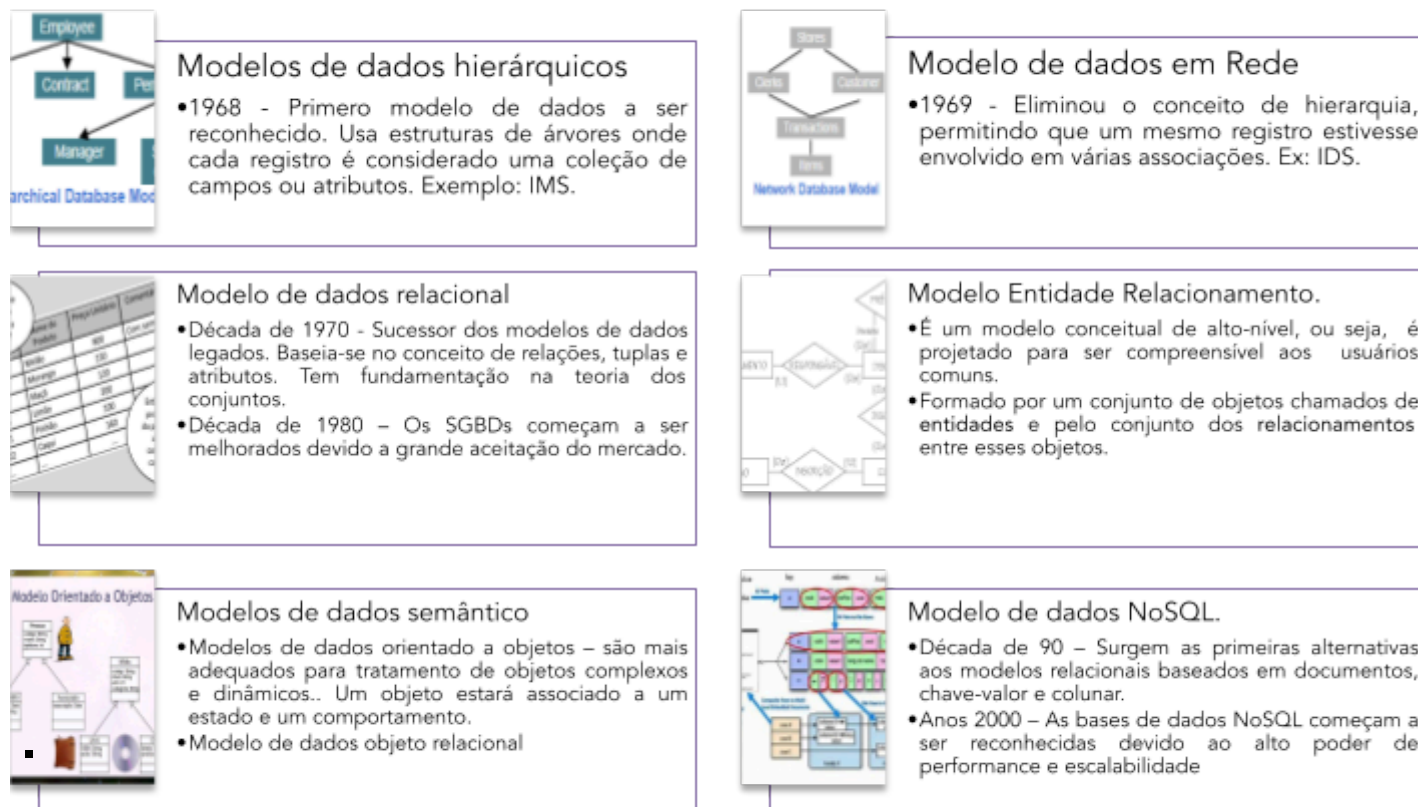 Employee
Contract
Manager
archical Database Mod
Modelos de dados hierárquicos
•1968 - Primero modelo de dados a ser
reconhecido. Usa estruturas de árvores onde
cada registro é considerado uma coleção de
campos ou atributos. Exemplo: IMS.
Stores
Clerks
Customer
Transactions
Items
Network Database Model
Modelo de dados em Rede
•1969 - Eliminou o conceito de hierarquia,
permitindo que um mesmo registro estivesse
envolvido em várias associações. Ex: IDS.
Modelo de dados relacional
•Década de 1970 - Sucessor dos modelos de dados
legados. Baseia-se no conceito de relações, tuplas e
atributos. Tem fundamentação na teoria dos
conjuntos.
•Década de 1980 – Os SGBDs começam a ser
melhorados devido a grande aceitação do mercado.
Modelo Entidade Relacionamento.
•É um modelo conceitual de alto-nível, ou seja, é
projetado para ser compreensível aos usuários
comuns.
•Formado por um conjunto de objetos chamados de
entidades e pelo conjunto dos relacionamentos
entre esses objetos.
Modelo Orientado a Objetos
Modelos de dados semântico
•Modelos de dados orientado a objetos – são mais
adequados para tratamento de objetos complexos
e dinâmicos.. Um objeto estará associado a um
estado e um comportamento.
•Modelo de dados objeto relacional
Modelo de dados NoSQL.
•Década de 90 – Surgem as primeiras alternativas
aos modelos relacionais baseados em documentos,
chave-valor e colunar.
•Anos 2000 – As bases de dados NoSQL começam a
ser reconhecidas devido ao alto poder de
performance e escalabilidade